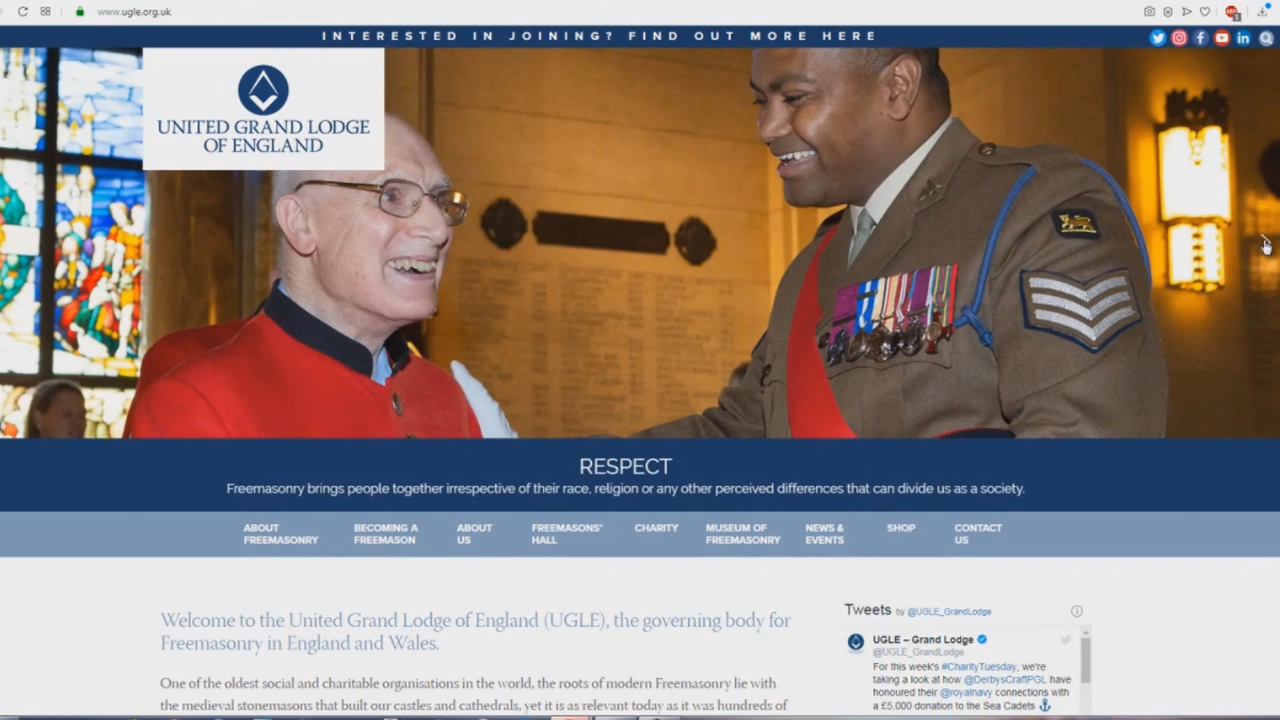 www.ugle.org.uk
INTERESTED IN JOINING? FIND OUT MORE HERE
UNITED GRAND LODGE
OF ENGLAND
RESPECT
Freemasonry brings people together irrespective of their race, religion or any other perceived differences that can divide us as a society.
ABOUT FREEMASONRY
BECOMING A FREEMASON
ABOUT US
FREEMASONS' HALL
CHARITY
MUSEUM OF FREEMASONRY
NEWS & EVENTS
SHOP
CONTACT US
Welcome to the United Grand Lodge of England (UGLE), the governing body for
Freemasonry in England and Wales.
One of the oldest social and charitable organisations in the world, the roots of modern Freemasonry lie with
the medieval stonemasons that built our castles and cathedrals, yet it is as relevant today as it was hundreds of
Tweets by @UGLE_GrandLodge
UGLE – Grand Lodge
@UGLE_GrandLodge
For this week's #CharityTuesday, we're
taking a look at how @DerbysCraftPGL have
honoured their @royalnavy connections with
a £5,000 donation to the Sea Cadets